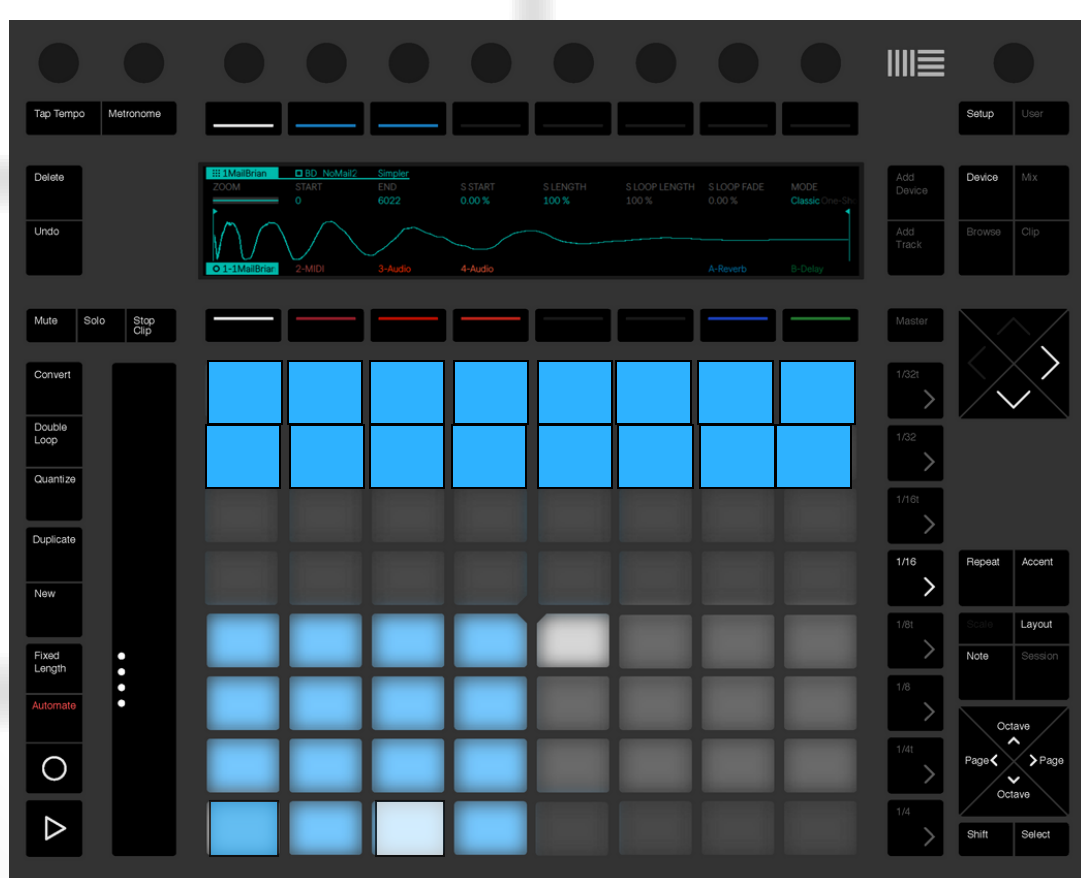 Tap Tempo Metronome Setup User
Delete
Undo
1MailBrian BD_NoMail2 Simpler
ZOOM START END S START S LENGTH S LOOP LENGTH S LOOP FADE MODE
0 6022 0.00 % 100 % 100 % 0.00 % Classic One-Sh
1-1MailBriar 2-MIDI 3-Audio 4-Audio A-Reverb B-Delay
Add
Device
Device Mix
Add
Track
Browse Clip
Mute Solo Stop
Clip
Master
Convert
Double
Loop
Quantize
Duplicate
New
Fixed
Length
Automate
1/32t
1/32
1/16t
1/16
1/8t
1/8
1/4t
1/4
Repeat Accent
Scale Layout
Note Session
Octave
Page Page
Octave
Shift Select